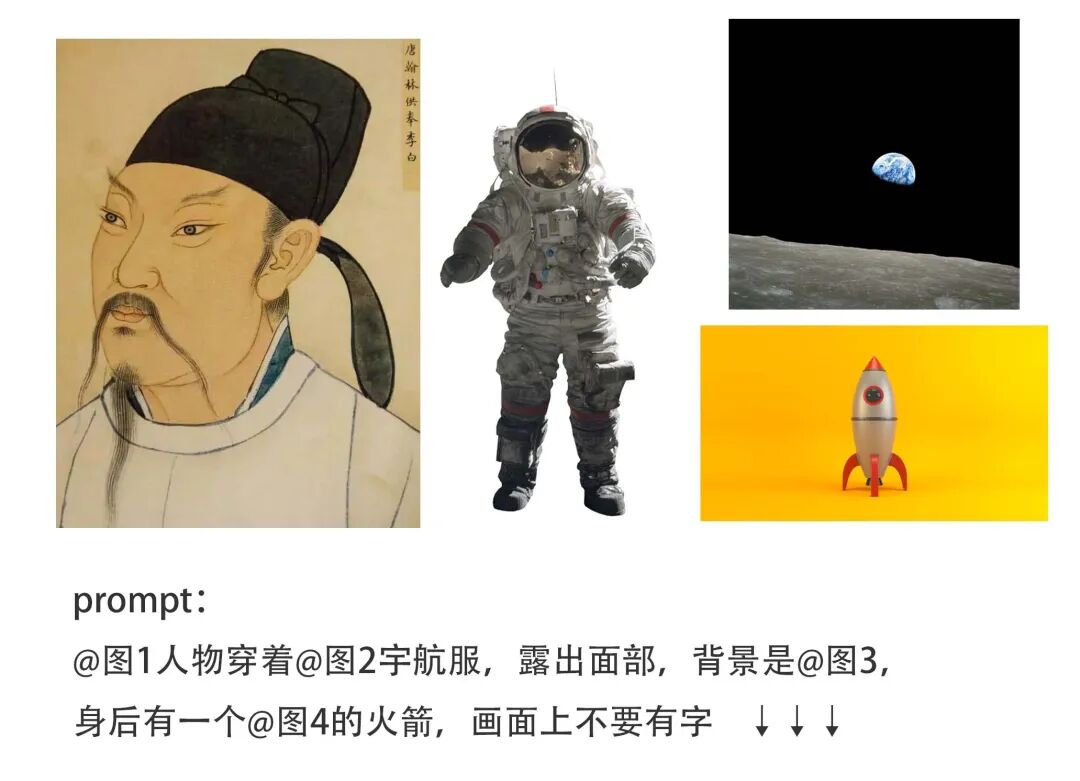 唐翰林供奉李白
prompt：
@图1人物穿着@图2宇航服，露出面部，背景是@图3，
身后有一个@图4的火箭，画面上不要有字 ↓↓↓